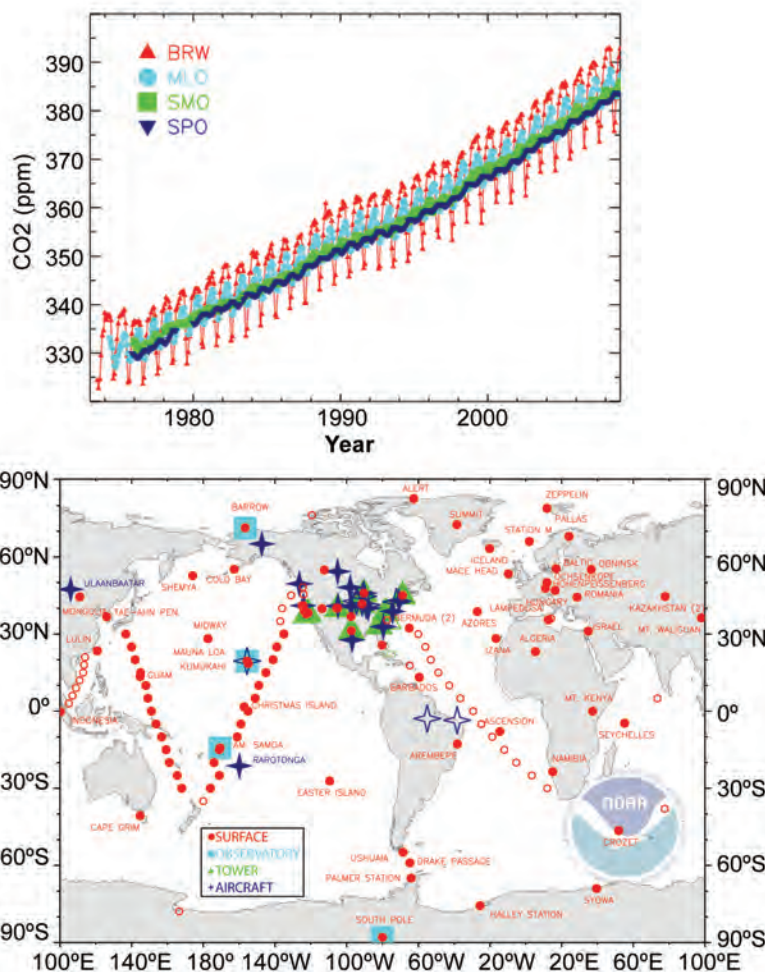 BRW
MLO
SMO
SPO
390
380
370
360
350
340
330
CO2 (ppm)
1980
1990
2000
Year
90ºN
60ºN
30ºN
0º
30ºS
60ºS
90ºS
90ºN
60ºN
30ºN
0º
30ºS
60ºS
90ºS
ALERT
BARROW
SUMMIT
ZEPPELIN
PALLAS
STATION M
ICELAND
MACE HEAD
BALTIC
OBNINSK
OCHSENKOPF
HOHENPEISSENBERG
HUNGARY
ROMANIA
LAMPEDUSA
KAZAKHSTAN (2)
MT. WALIGUAN
ULAANBAATAR
SHEMYA
COLD BAY
MONGOLIA
TAE-AHN PEN.
MIDWAY
BERMUDA (2)
AZORES
ISRAEL
LULIN
MAUNA LOA
KUMUKAHI
IZANA
ALGERIA
GUAM
BARBADOS
CHRISTMAS ISLAND
MT. KENYA
INDONESIA
ASCENSION
SEYCHELLES
AM. SAMOA
AREMBEPE
RAROTONGA
NAMIBIA
EASTER ISLAND
NOAA
CAPE GRIM
CROZET
SURFACE
OBSERVATORY
TOWER
AIRCRAFT
USHUAIA
DRAKE PASSAGE
PALMER STATION
SYOWA
HALLEY STATION
SOUTH POLE
100ºE
140ºE
180º
140ºW
100ºW
60ºW
20ºW
20ºE
60ºE
100ºE